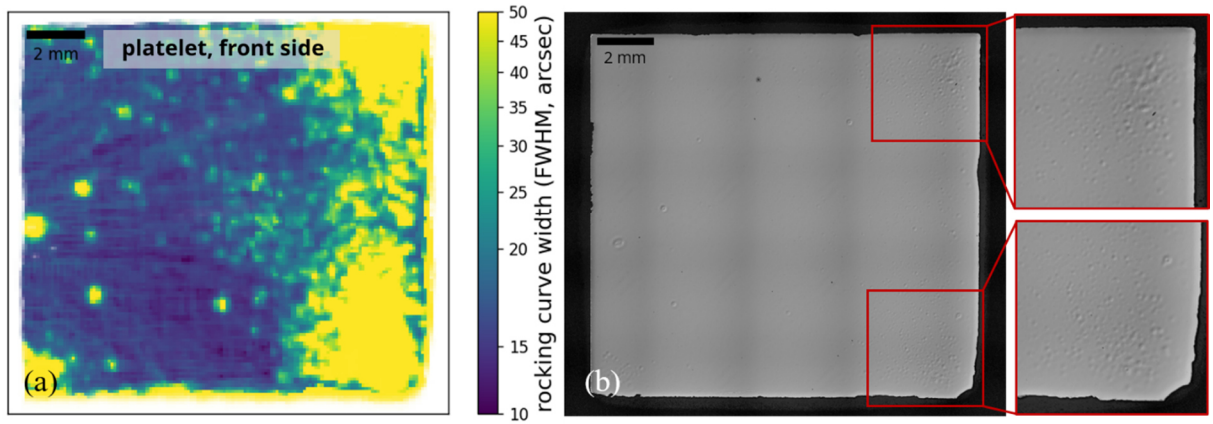 2 mm
platelet, front side
(a)
50
45
40
35
30
25
20
15
10
rocking curve width (FWHM, arcsec)
2 mm
(b)